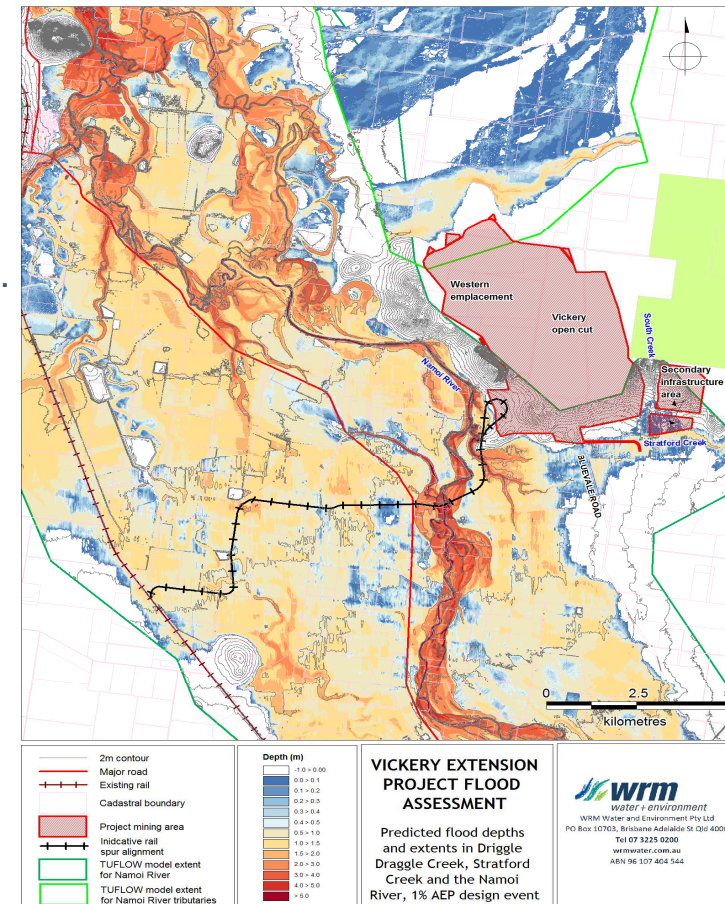 Western
emplacement
Vickery
open cut
South Creek
Secondary
infrastructure
area
Namoi River
Stratford Creek
BLUEVALE ROAD
0 2.5
kilometres
2m contour
Major road
Existing rail
Cadastral boundary
Project mining area
Inidcative rail
spur alignment
TUFLOW model extent
for Namoi River
TUFLOW model extent
for Namoi River tributaries
Depth (m)
-1.0 > 0.00
0.0 > 0.1
0.1 > 0.2
0.2 > 0.3
0.3 > 0.4
0.4 > 0.5
0.5 > 1.0
1.0 > 1.5
1.5 > 2.0
2.0 > 3.0
3.0 > 4.0
4.0 > 5.0
> 5.0
VICKERY EXTENSION
PROJECT FLOOD
ASSESSMENT
Predicted flood depths
and extents in Driggle
Draggle Creek, Stratford
Creek and the Namoi
River, 1% AEP design event
wrm
water + environment
WRM Water and Environment Pty Ltd
PO Box 10703, Brisbane Adelaide St Qld 400
Tel 07 3225 0200
wrmwater.com.au
ABN 96 107 404 544